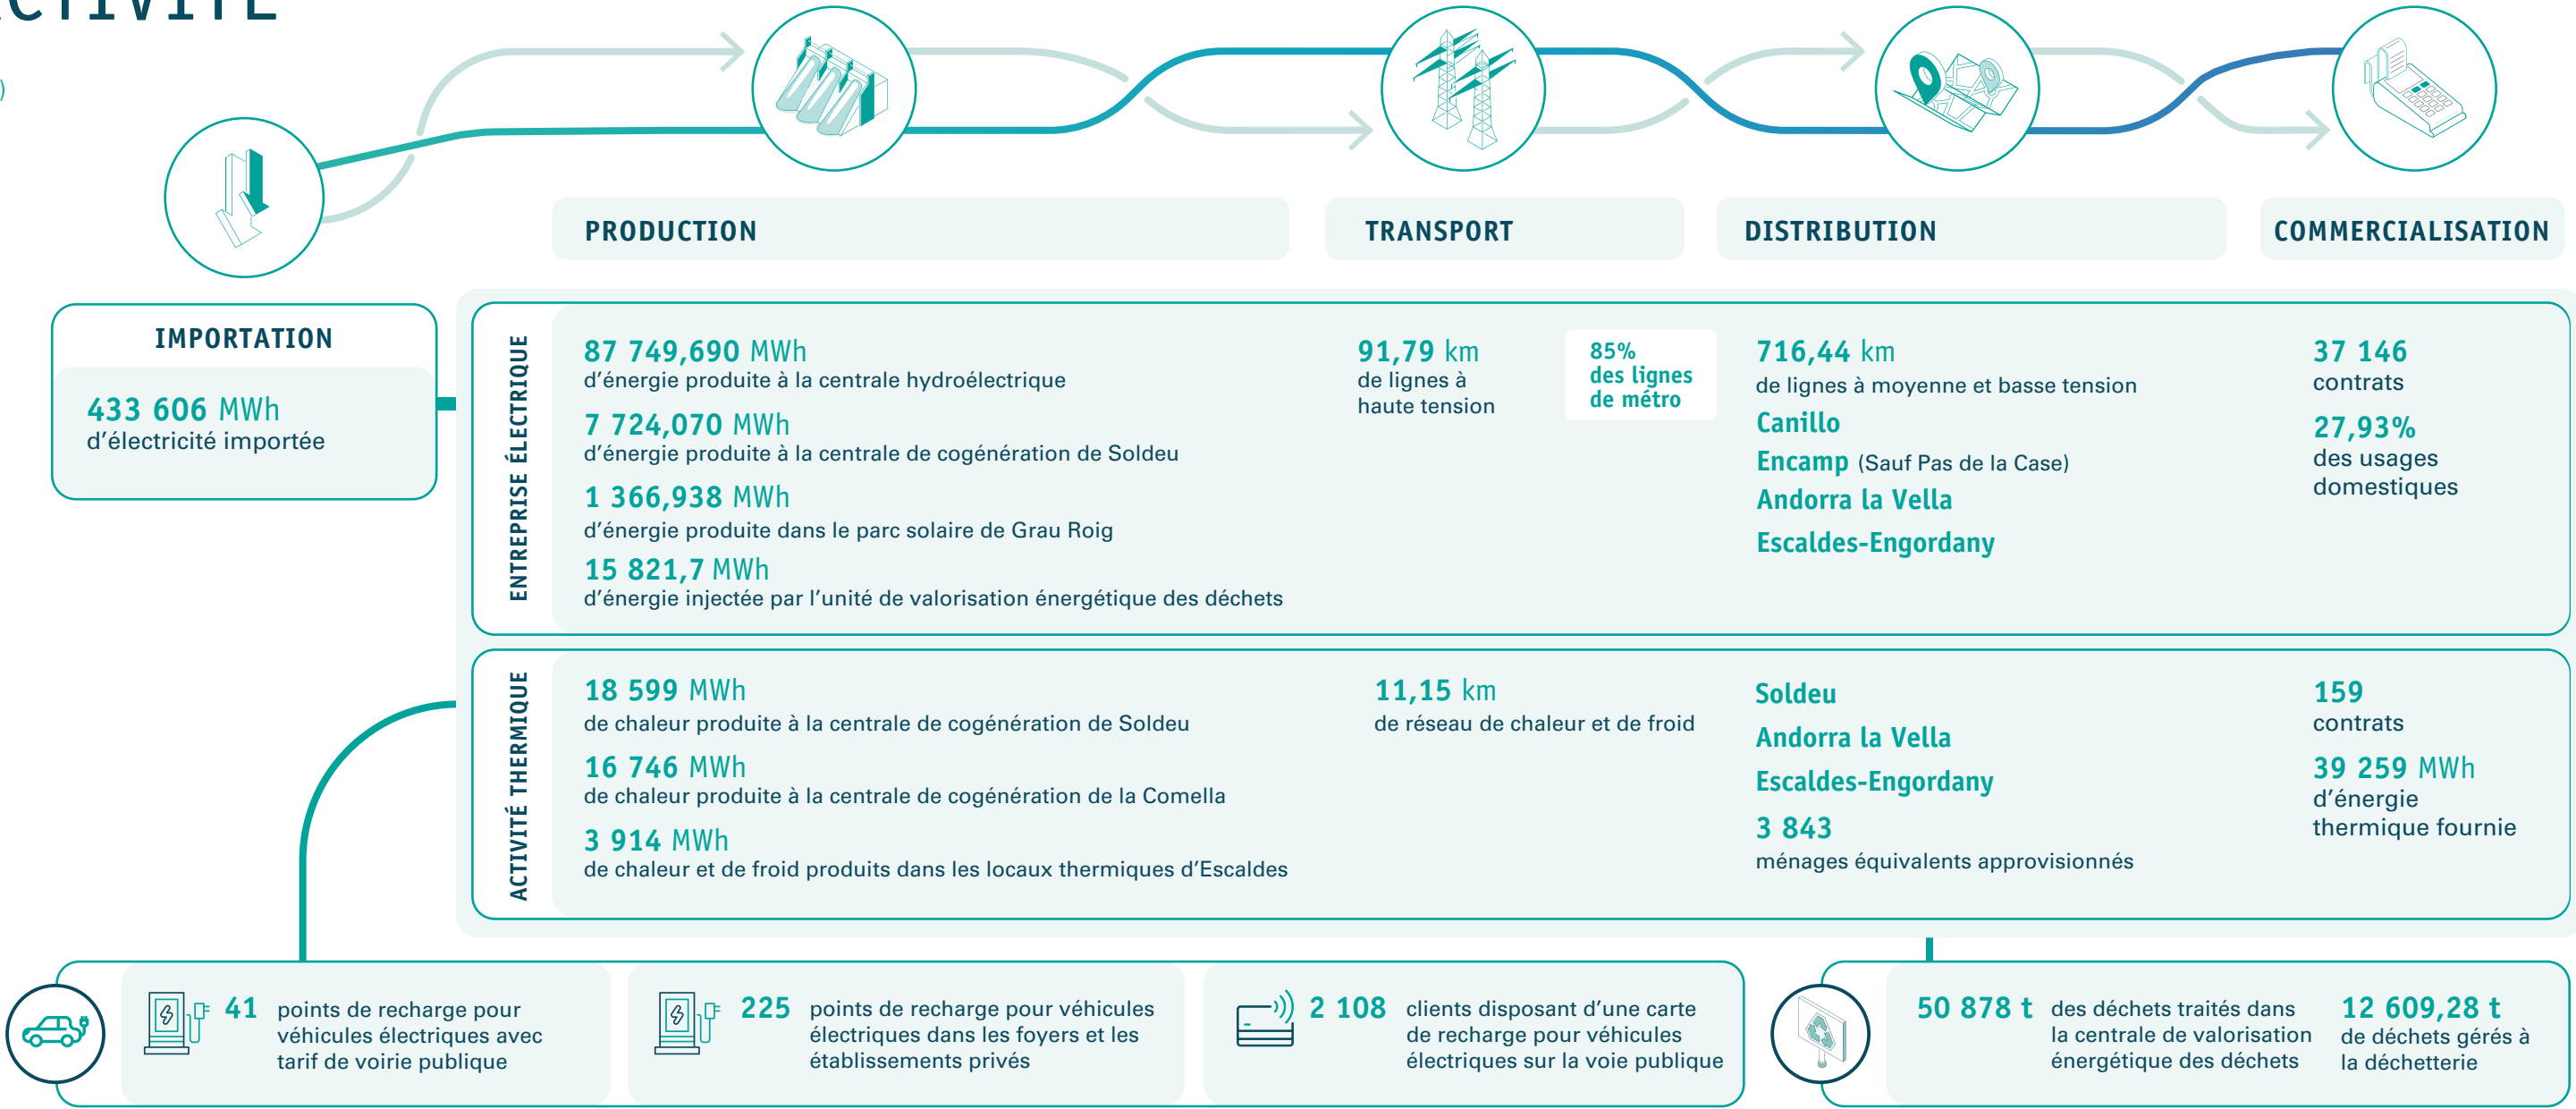 )
PRODUCTION
TRANSPORT
DISTRIBUTION
COMMERCIALISATION
IMPORTATION
433 606 MWh
d’électricité importée
ENTREPRISE ÉLECTRIQUE
87 749,690 MWh
d’énergie produite à la centrale hydroélectrique
7 724,070 MWh
d’énergie produite à la centrale de cogénération de Soldeu
1 366,938 MWh
d’énergie produite dans le parc solaire de Grau Roig
15 821,7 MWh
d’énergie injectée par l’unité de valorisation énergétique des déchets
91,79 km
de lignes à
haute tension
85%
des lignes
de métro
716,44 km
de lignes à moyenne et basse tension
Canillo
Encamp (Sauf Pas de la Case)
Andorra la Vella
Escaldes-Engordany
37 146
contrats
27,93%
des usages
domestiques
ACTIVITÉ THERMIQUE
18 599 MWh
de chaleur produite à la centrale de cogénération de Soldeu
16 746 MWh
de chaleur produite à la centrale de cogénération de la Comella
3 914 MWh
de chaleur et de froid produits dans les locaux thermiques d’Escaldes
11,15 km
de réseau de chaleur et de froid
Soldeu
Andorra la Vella
Escaldes-Engordany
3 843
ménages équivalents approvisionnés
159
contrats
39 259 MWh
d’énergie
thermique fournie
41
points de recharge pour
véhicules électriques avec
tarif de voirie publique
225
points de recharge pour véhicules
électriques dans les foyers et les
établissements privés
2 108
clients disposant d’une carte
de recharge pour véhicules
électriques sur la voie publique
50 878 t
des déchets traités dans
la centrale de valorisation
énergétique des déchets
12 609,28 t
de déchets gérés à
la déchetterie